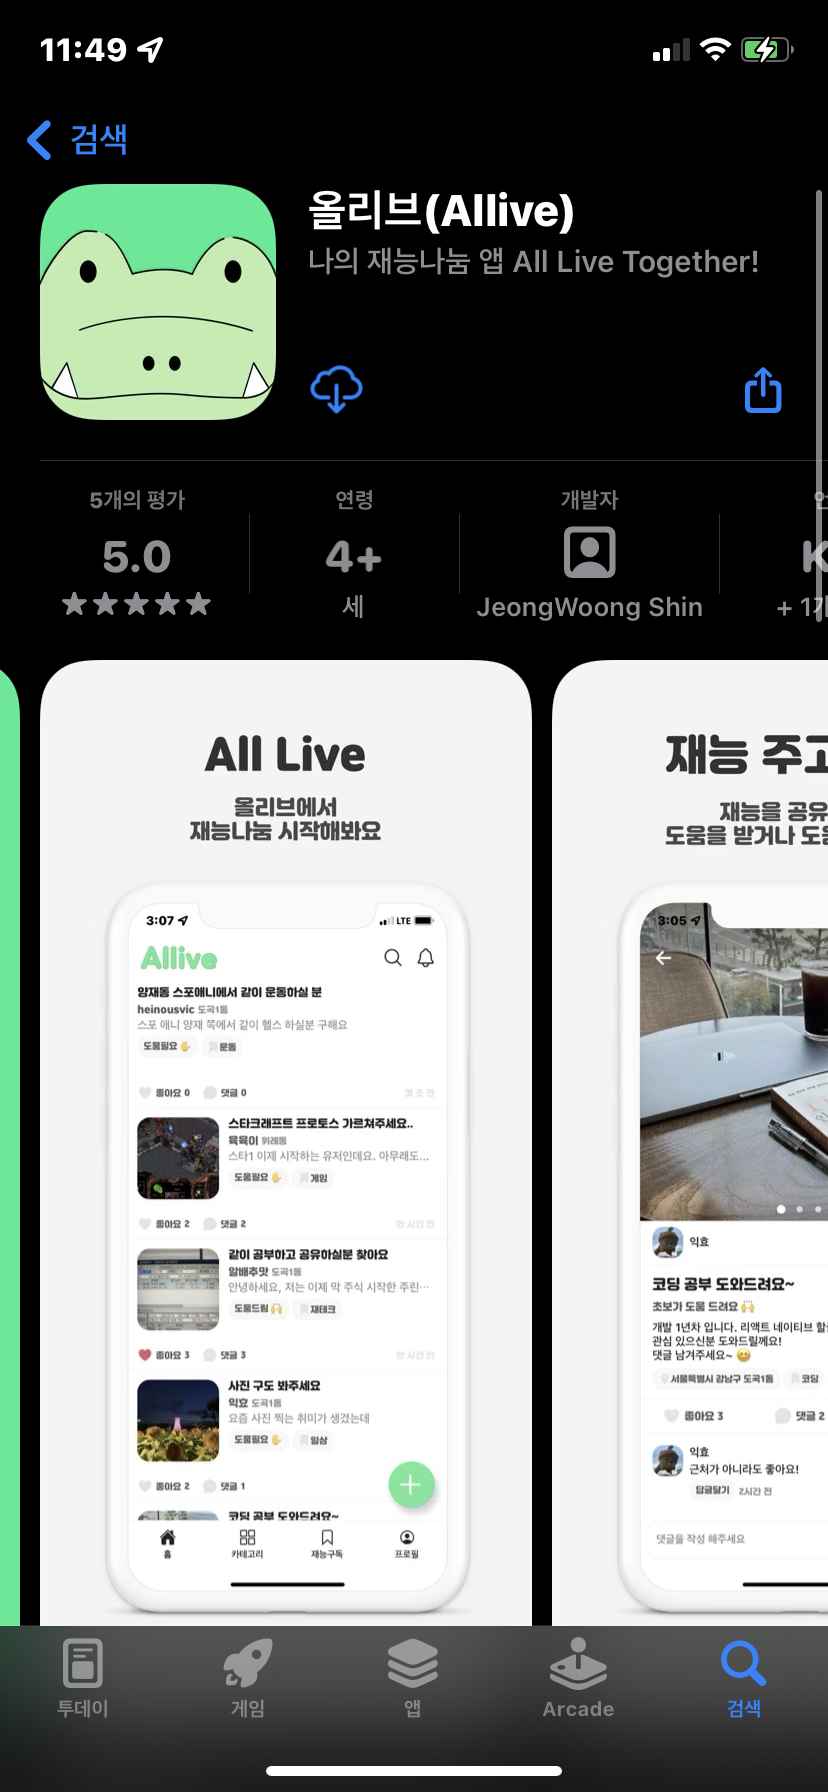 11:49
검색
올리브(Allive)
나의 재능나눔 앱 All Live Together!
5개의 평가
5.0
연령
4+
세
개발자
JeongWoong Shin
+ 1개
All Live
올리브에서
재능나눔 시작해봐요
3:07
LTE
Allive
양재동 스포애니에서 같이 운동하실 분
heinousvic 도곡1동
스포 애니 양재 쪽에서 같이 헬스 하실분 구해요
도움필요 ✋ 운동
좋아요 0 댓글 0 몇 초 전
스타크래프트 프로토스 가르쳐주세요..
육육이 위례동
스타1 이제 시작하는 유저인데요. 아무래도...
도움필요 ✋ 게임
좋아요 2 댓글 2 한 시간 전
같이 공부하고 공유하실분 찾아요
알배추맛 도곡1동
안녕하세요, 저는 이제 막 주식 시작한 주린...
도움드림 🙌 재테크
좋아요 3 댓글 3 한 시간 전
사진 구도 봐주세요
익효 도곡1동
요즘 사진 찍는 취미가 생겼는데
도움필요 ✋ 일상
좋아요 2 댓글 1
코딩 공부 도와드려요~
홈 카테고리 재능구독 프로필
재능 주고
재능을 공유
도움을 받거나 도움
3:05
익효
코딩 공부 도와드려요~
초보가 도움 드려요 🙌
개발 1년차 입니다. 리액트 네이티브 할
관심 있으신분 도와드릴께요!
댓글 남겨주세요~ 😊
서울특별시 강남구 도곡1동 코딩
좋아요 3 댓글 2
익효
근처가 아니라도 좋아요!
답글달기 2시간 전
댓글을 작성 해주세요
투데이 게임 앱 Arcade 검색